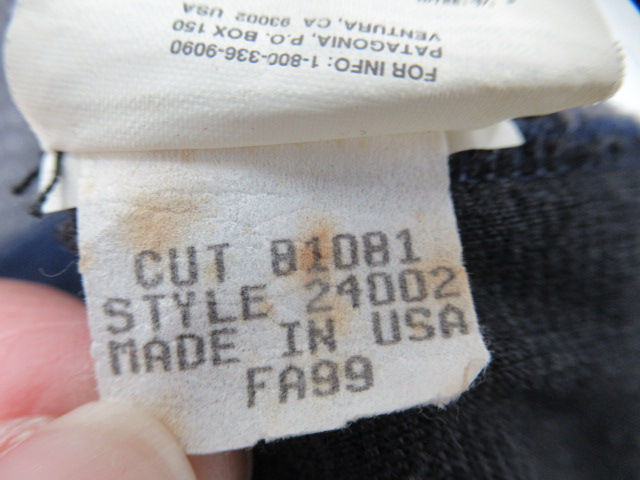 FOR INFO: 1-800-336-9090
PATAGONIA, P.O. BOX 150
VENTURA, CA 93002 USA
CUT 81081
STYLE 24002
MADE IN USA
FA99